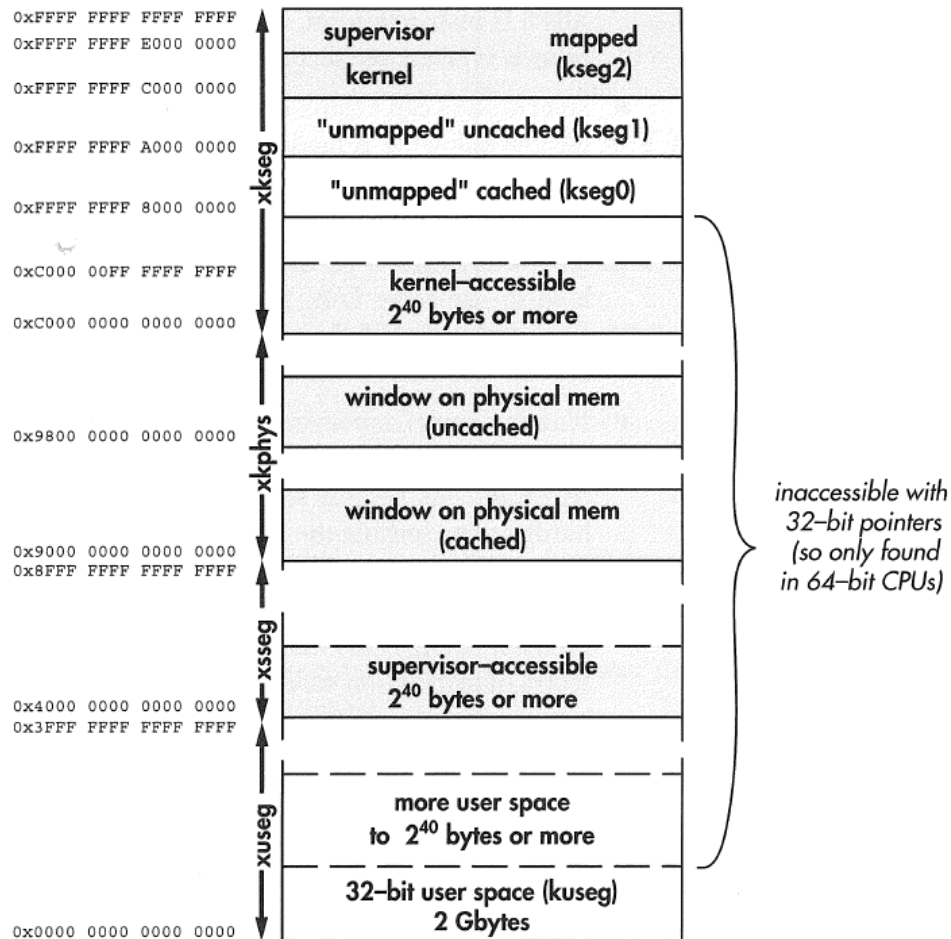 0xFFFF FFFF FFFF FFFF
0xFFFF FFFF E000 0000
0xFFFF FFFF C000 0000
0xFFFF FFFF A000 0000
0xFFFF FFFF 8000 0000
0xC000 00FF FFFF FFFF
0xC000 0000 0000 0000
0x9800 0000 0000 0000
0x9000 0000 0000 0000
0x8FFF FFFF FFFF FFFF
0x4000 0000 0000 0000
0x3FFF FFFF FFFF FFFF
0x0000 0000 0000 0000
xkseg
xkphys
xsseg
xuseg
supervisor
kernel
mapped
(kseg2)
"unmapped" uncached (kseg1)
"unmapped" cached (kseg0)
kernel–accessible
2⁴⁰ bytes or more
window on physical mem
(uncached)
window on physical mem
(cached)
supervisor–accessible
2⁴⁰ bytes or more
more user space
to 2⁴⁰ bytes or more
32–bit user space (kuseg)
2 Gbytes
inaccessible with
32–bit pointers
(so only found
in 64–bit CPUs)